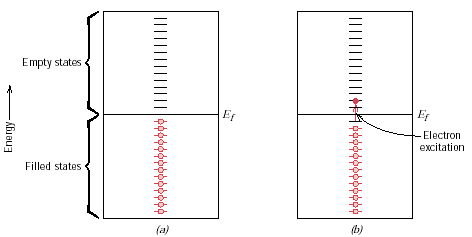 Energy
Empty states
Filled states
E_f
(a)
E_f
Electron
excitation
(b)